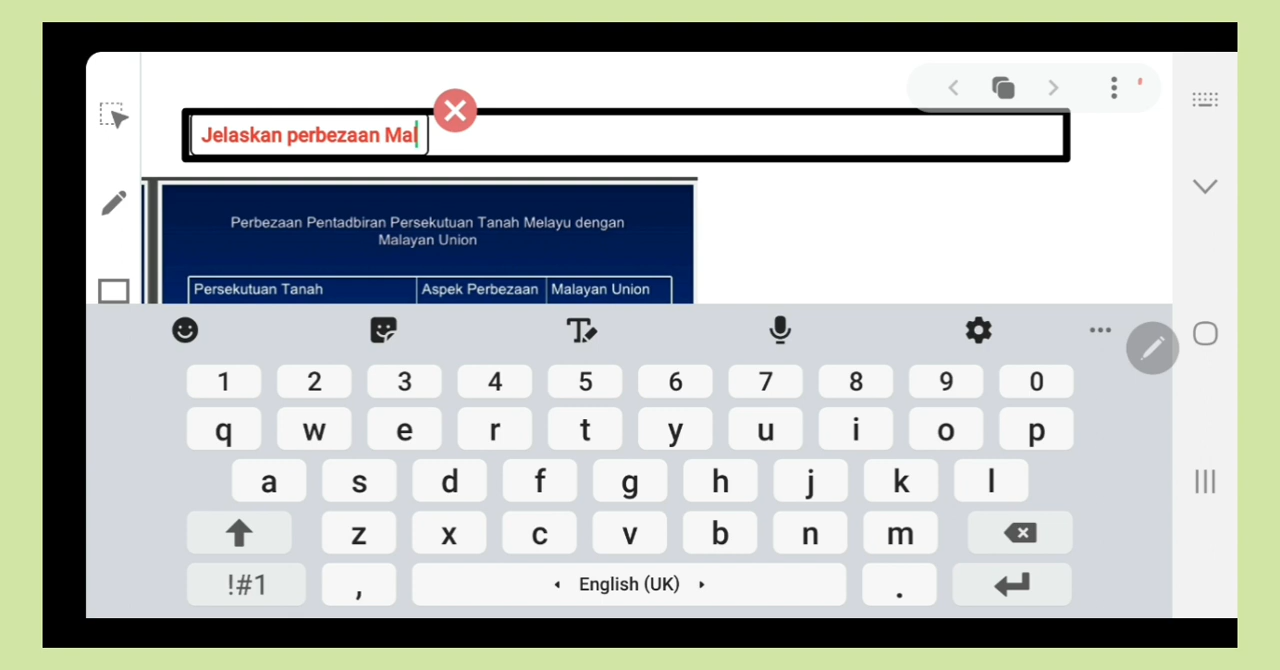 Jelaskan perbezaan Mal
Perbezaan Pentadbiran Persekutuan Tanah Melayu dengan
Malayan Union
Persekutuan Tanah
Aspek Perbezaan
Malayan Union
1 2 3 4 5 6 7 8 9 0
q w e r t y u i o p
a s d f g h j k l
z x c v b n m
!#1 , English (UK) .